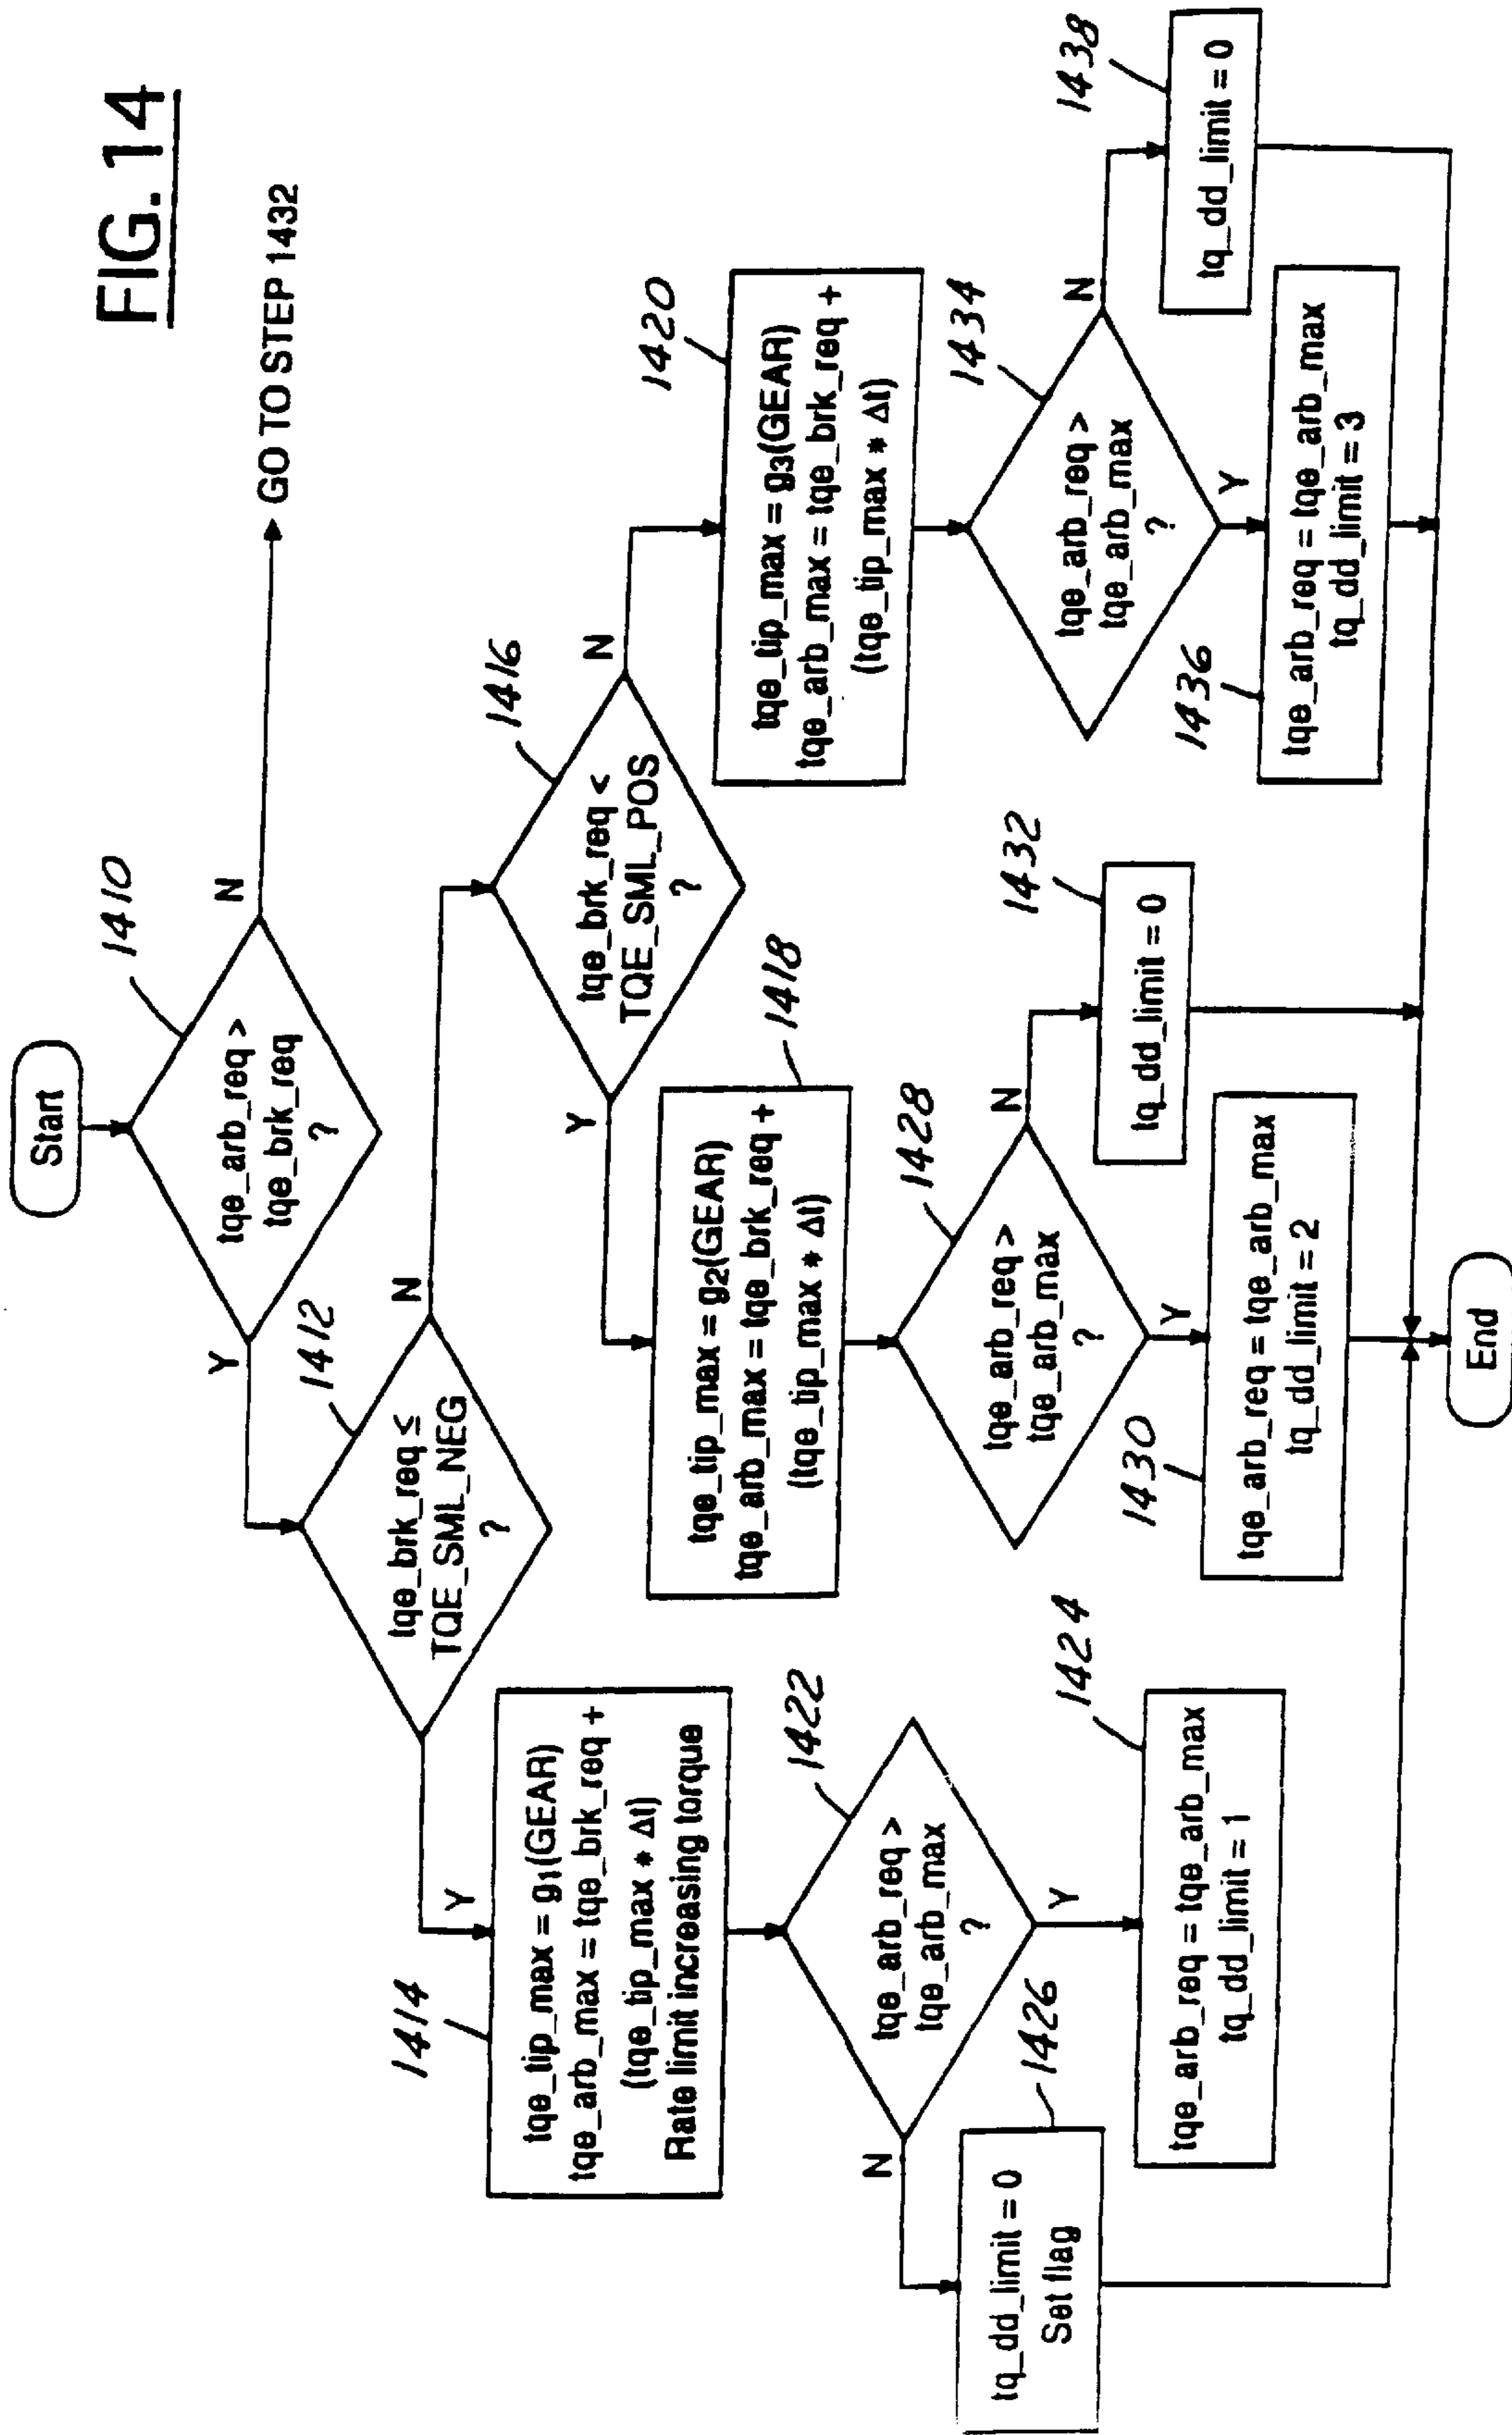 FIG. 14
Start
1410
tqe_arb_req >
tqe_brk_req
?
N
GO TO STEP 1432
Y
1412
tqe_brk_req ≤
TQE_SML_NEG
?
N
Y
1416
tqe_brk_req <
TQE_SML_POS
?
N
Y
1414
tqe_tip_max = g1(GEAR)
tqe_arb_max = tqe_brk_req +
(tqe_tip_max * Δt)
Rate limit increasing torque
1418
tqe_tip_max = g2(GEAR)
tqe_arb_max = tqe_brk_req +
(tqe_tip_max * Δt)
1420
tqe_tip_max = g3(GEAR)
tqe_arb_max = tqe_brk_req +
(tqe_tip_max * Δt)
1422
tqe_arb_req >
tqe_arb_max
?
N
Y
1428
tqe_arb_req >
tqe_arb_max
?
N
Y
1434
tqe_arb_req >
tqe_arb_max
?
N
Y
1426
tq_dd_limit = 0
Set flag
1424
tqe_arb_req = tqe_arb_max
tq_dd_limit = 1
1430
tqe_arb_req = tqe_arb_max
tq_dd_limit = 2
1432
tq_dd_limit = 0
1436
tqe_arb_req = tqe_arb_max
tq_dd_limit = 3
1438
tq_dd_limit = 0
End